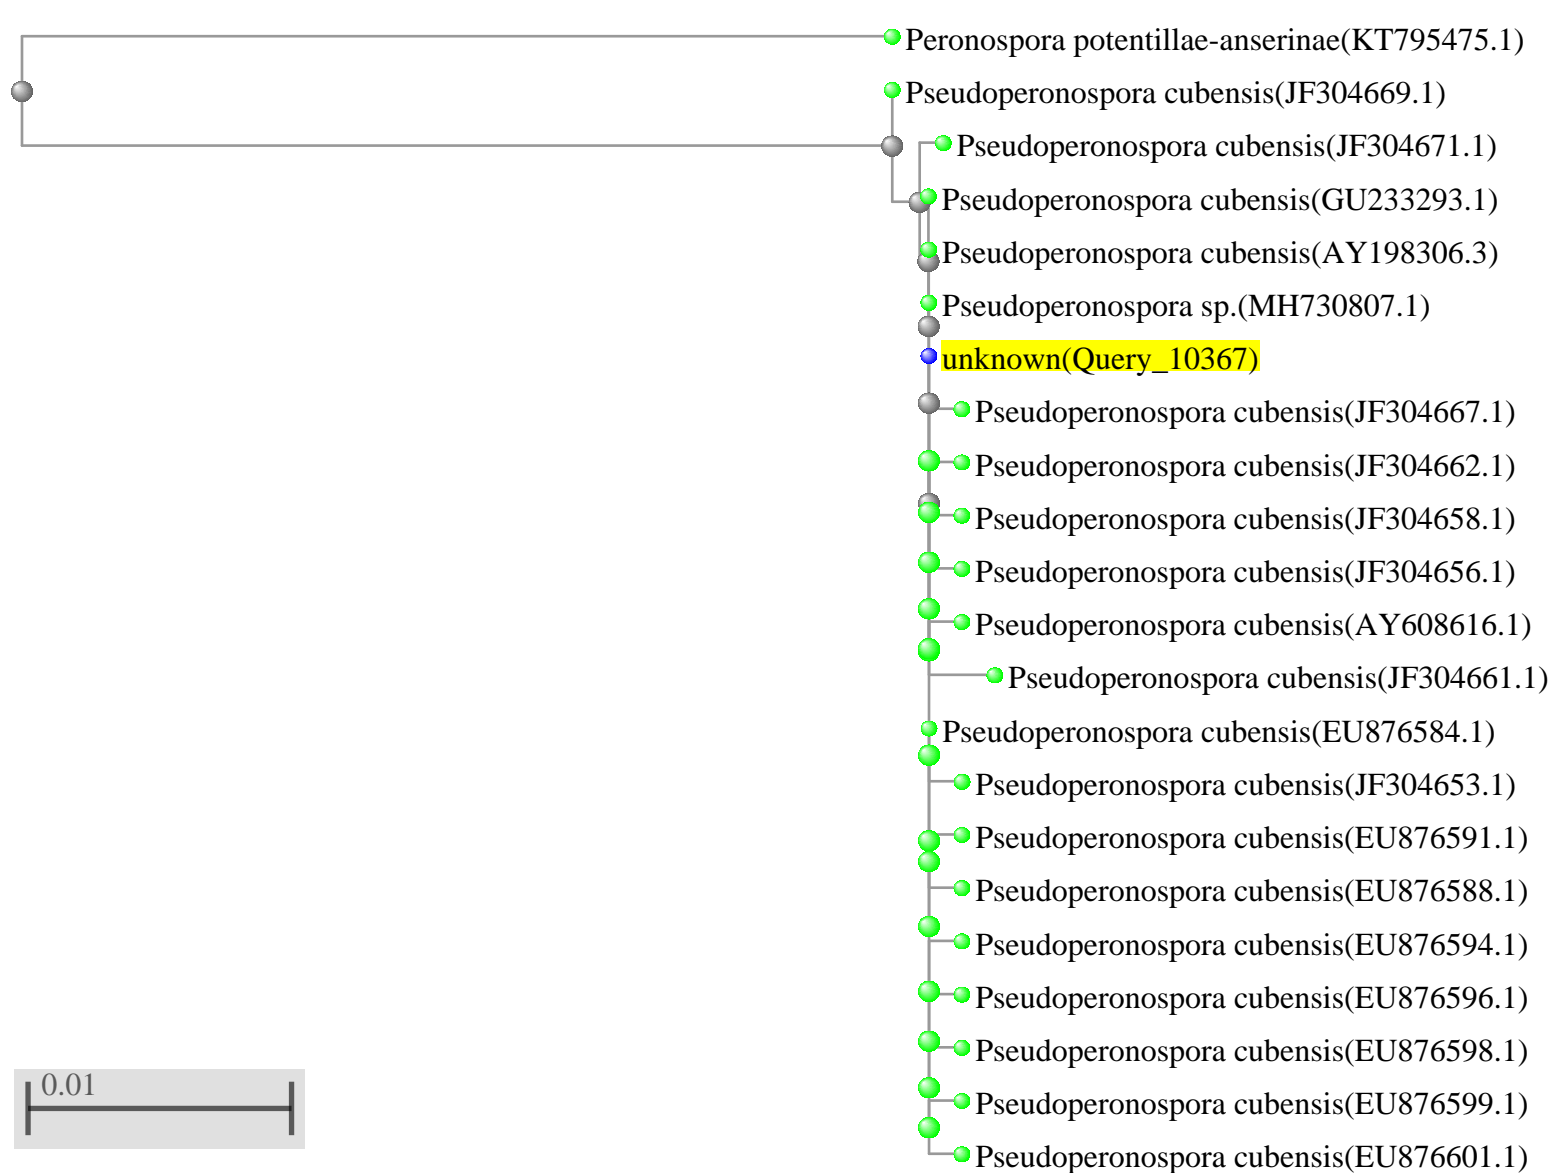 Peronospora potentillae-anserinae(KT795475.1)
Pseudoperonospora cubensis(JF304669.1)
Pseudoperonospora cubensis(JF304671.1)
Pseudoperonospora cubensis(GU233293.1)
Pseudoperonospora cubensis(AY198306.3)
Pseudoperonospora sp.(MH730807.1)
unknown(Query_10367)
Pseudoperonospora cubensis(JF304667.1)
Pseudoperonospora cubensis(JF304662.1)
Pseudoperonospora cubensis(JF304658.1)
Pseudoperonospora cubensis(JF304656.1)
Pseudoperonospora cubensis(AY608616.1)
Pseudoperonospora cubensis(JF304661.1)
Pseudoperonospora cubensis(EU876584.1)
Pseudoperonospora cubensis(JF304653.1)
Pseudoperonospora cubensis(EU876591.1)
Pseudoperonospora cubensis(EU876588.1)
Pseudoperonospora cubensis(EU876594.1)
Pseudoperonospora cubensis(EU876596.1)
Pseudoperonospora cubensis(EU876598.1)
Pseudoperonospora cubensis(EU876599.1)
Pseudoperonospora cubensis(EU876601.1)
0.01